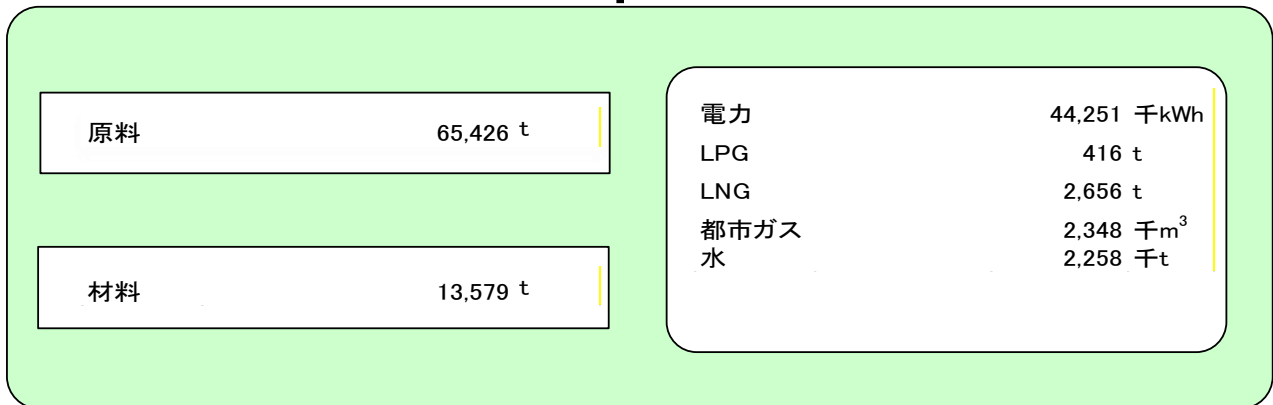 原料 65,426 t
材料 13,579 t
電力 44,251 千kWh
LPG 416 t
LNG 2,656 t
都市ガス 2,348 千m³
水 2,258 千t